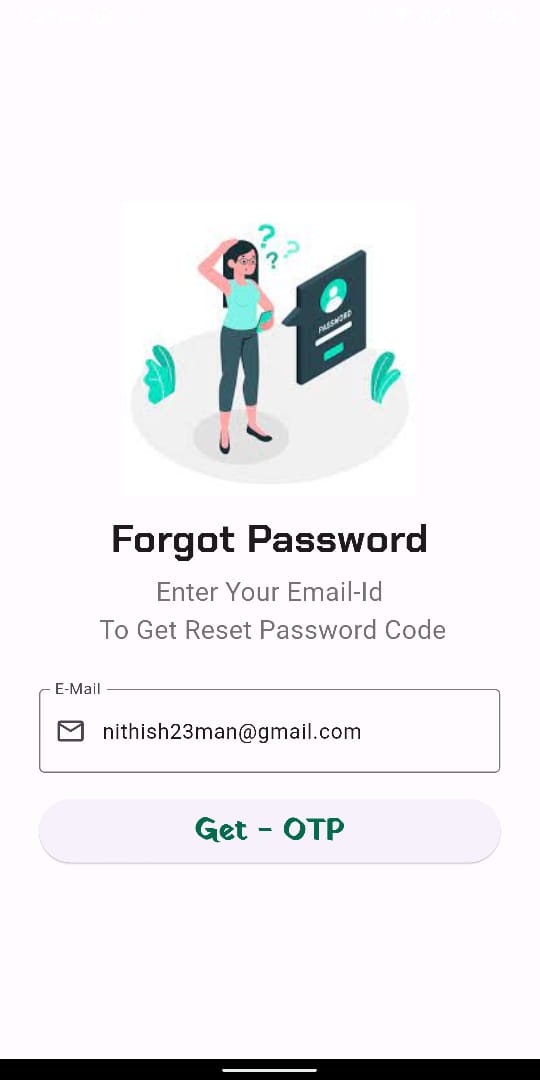 PASSWORD
Forgot Password
Enter Your Email-Id
To Get Reset Password Code
E-Mail
nithish23man@gmail.com
Get - OTP